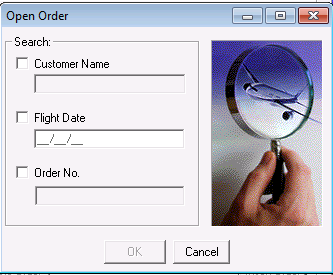 Open Order
Search:
Customer Name
Flight Date
__/__/__
Order No.
OK
Cancel